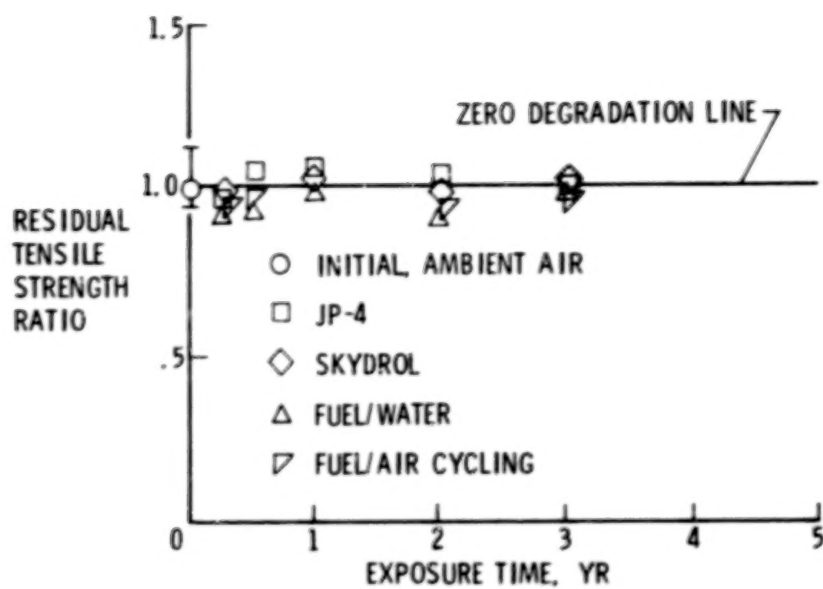 1.5
ZERO DEGRADATION LINE
1.0
RESIDUAL
TENSILE
STRENGTH
RATIO
○ INITIAL, AMBIENT AIR
□ JP-4
.5
◇ SKYDROL
△ FUEL/WATER
FUEL/AIR CYCLING
0 1 2 3 4 5
EXPOSURE TIME, YR